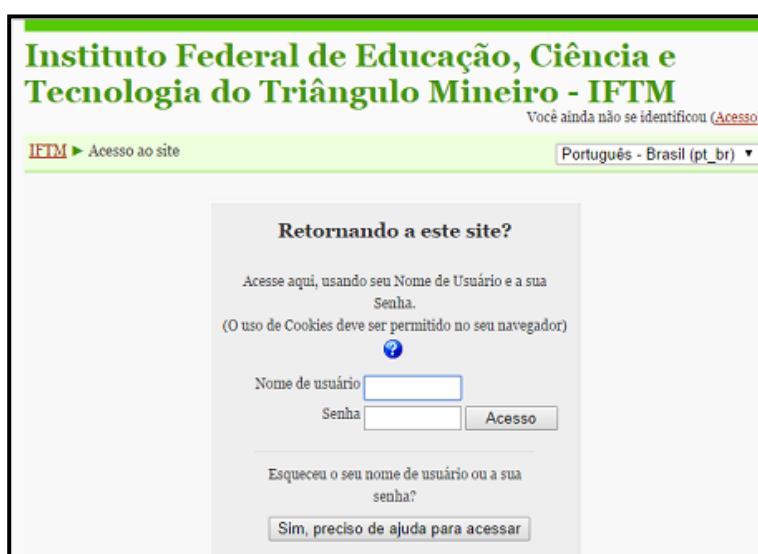 Instituto Federal de Educação, Ciência e
Tecnologia do Triângulo Mineiro - IFTM
Você ainda não se identificou (Acesso)
IFTM ► Acesso ao site
Português - Brasil (pt_br) ▼
Retornando a este site?
Acesse aqui, usando seu Nome de Usuário e a sua
Senha.
(O uso de Cookies deve ser permitido no seu navegador)
?
Nome de usuário
Senha
Acesso
Esqueceu o seu nome de usuário ou a sua
senha?
Sim, preciso de ajuda para acessar